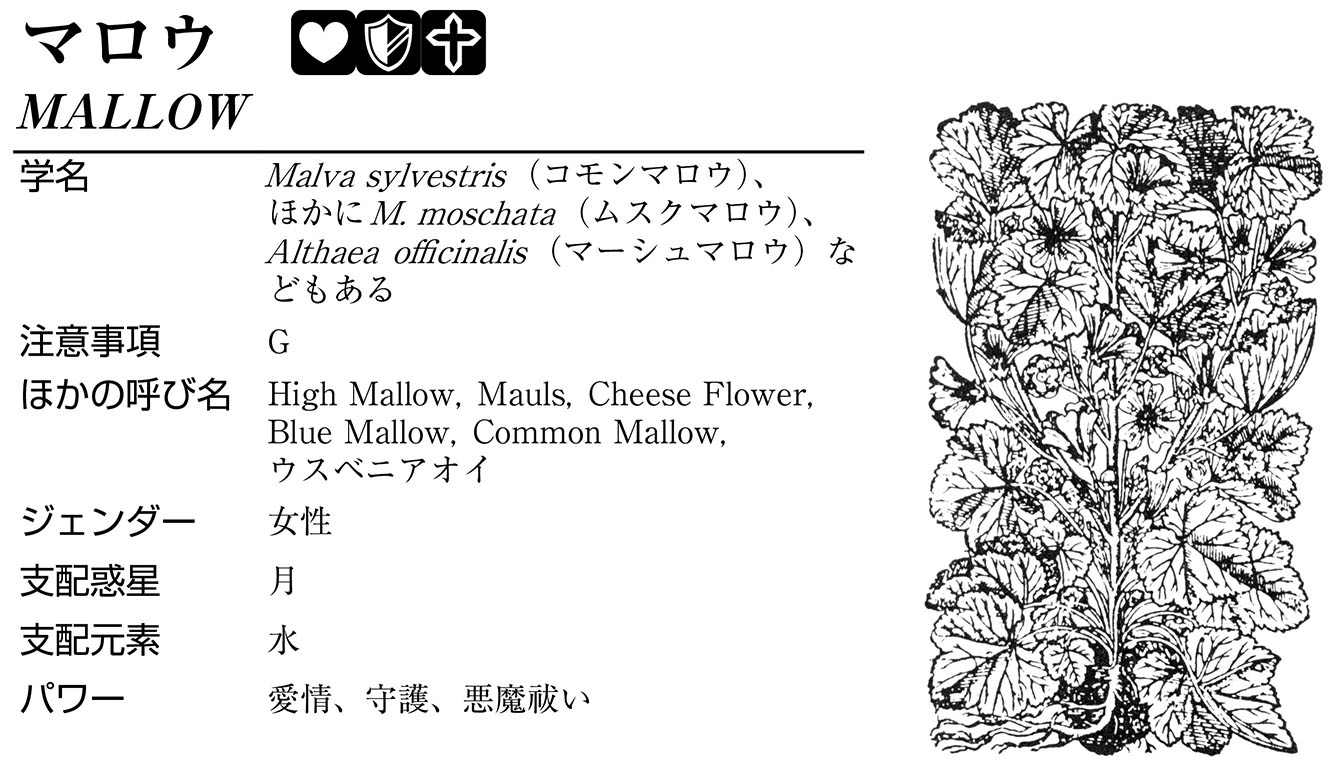 マロウ
MALLOW
学名 Malva sylvestris（コモンマロウ）、
ほかに M. moschata（ムスクマロウ）、
Althaea officinalis（マーシュマロウ）な
どもある
注意事項 G
ほかの呼び名 High Mallow, Mauls, Cheese Flower,
Blue Mallow, Common Mallow,
ウスベニアオイ
ジェンダー 女性
支配惑星 月
支配元素 水
パワー 愛情、守護、悪魔祓い